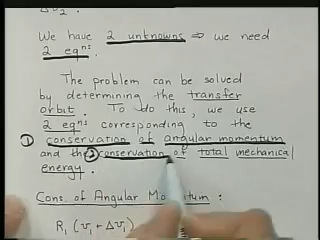 Δv₂.
We have 2 unknowns ⇒ we need
2 eqns.
The problem can be solved
by determining the transfer
orbit. To do this, we use
2 eqns corresponding to the
① conservation of angular momentum
and the ② conservation of total mechanical
energy.
Cons. of Angular Momentum :
R₁ (v₁ + Δv₁)